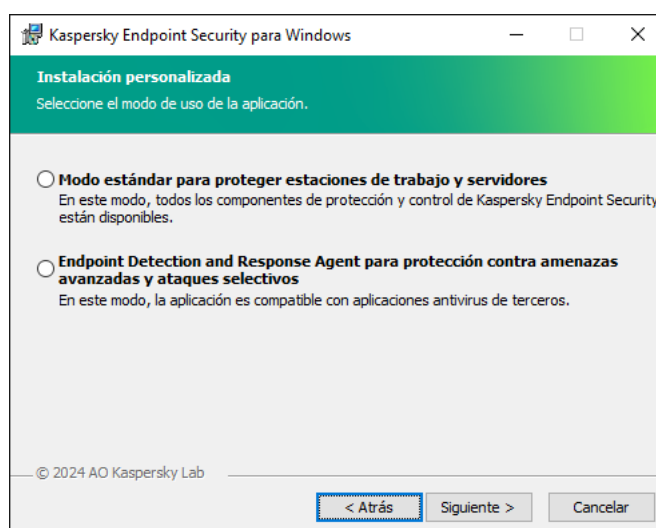 Kaspersky Endpoint Security para Windows
Instalación personalizada
Seleccione el modo de uso de la aplicación.
Modo estándar para proteger estaciones de trabajo y servidores
En este modo, todos los componentes de protección y control de Kaspersky Endpoint Security
están disponibles.
Endpoint Detection and Response Agent para protección contra amenazas
avanzadas y ataques selectivos
En este modo, la aplicación es compatible con aplicaciones antivirus de terceros.
© 2024 AO Kaspersky Lab
< Atrás
Siguiente >
Cancelar